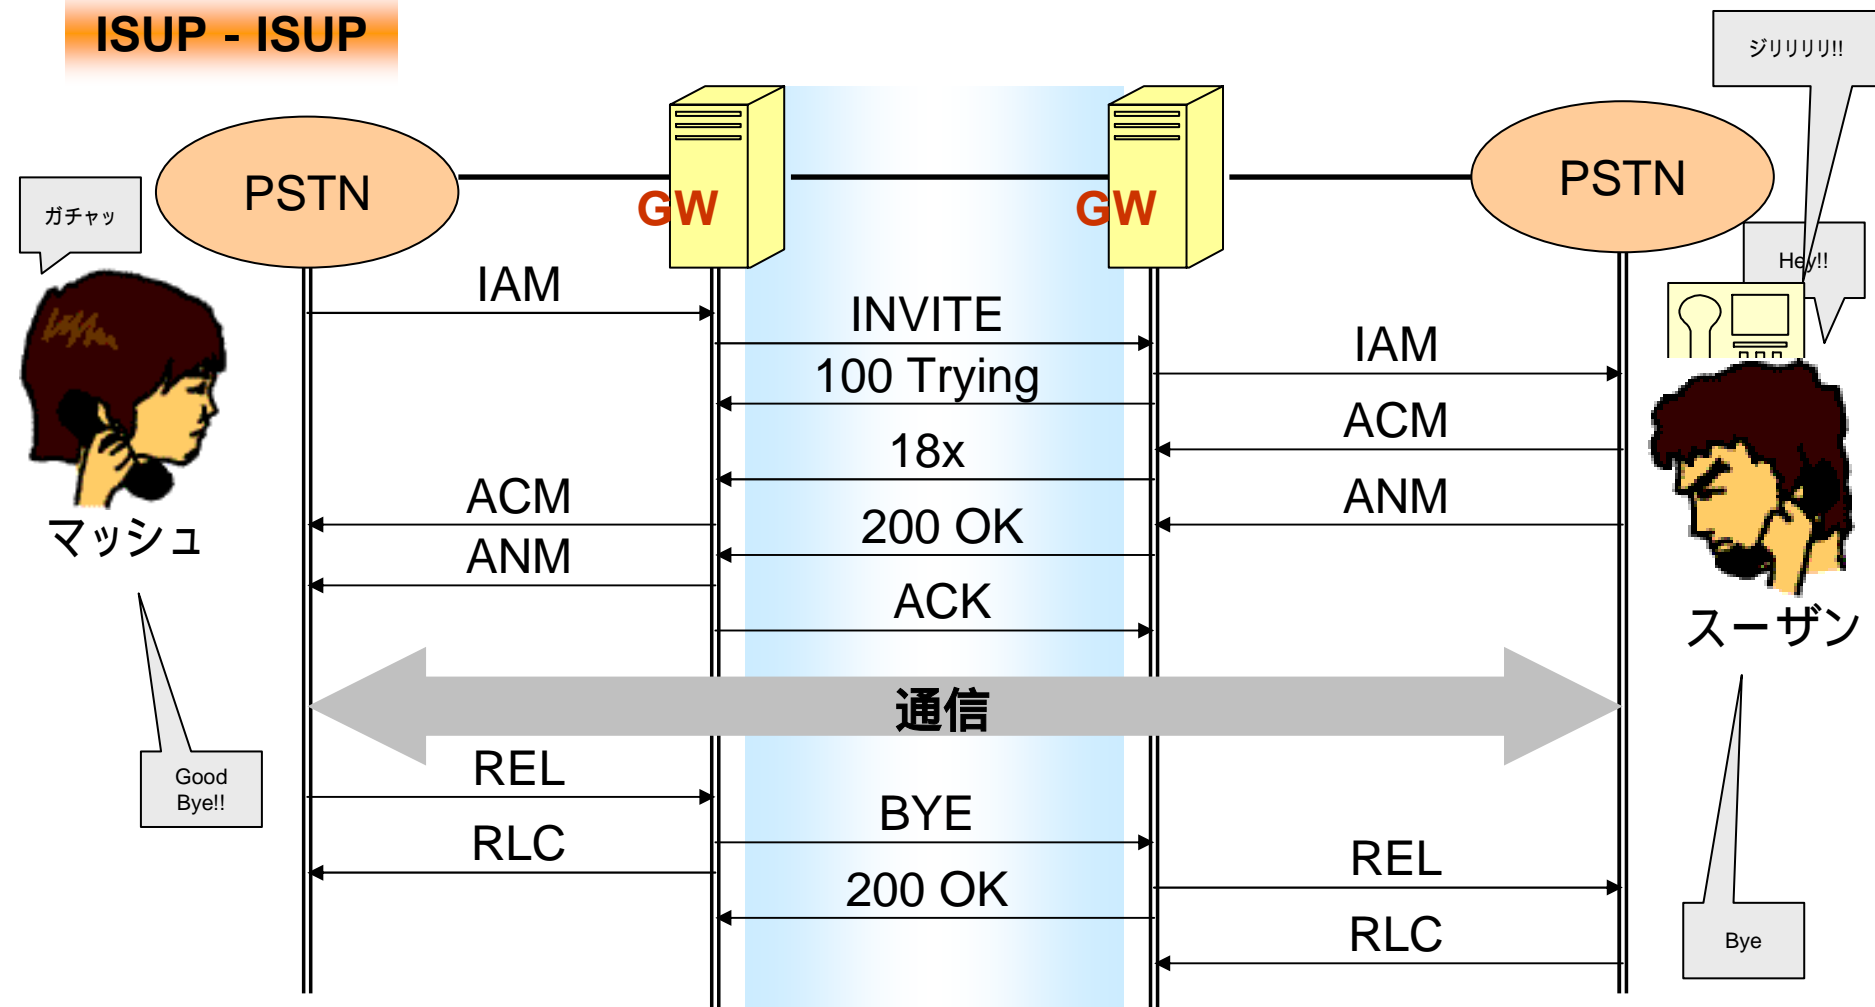 ISUP - ISUP
ジリリリリ!!
PSTN
GW
GW
PSTN
ガチャッ
Hey!!
IAM
INVITE
IAM
100 Trying
ACM
18x
ACM
ANM
200 OK
マッシュ
ANM
ACK
スーザン
通信
REL
Good
Bye!!
BYE
RLC
REL
200 OK
RLC
Bye